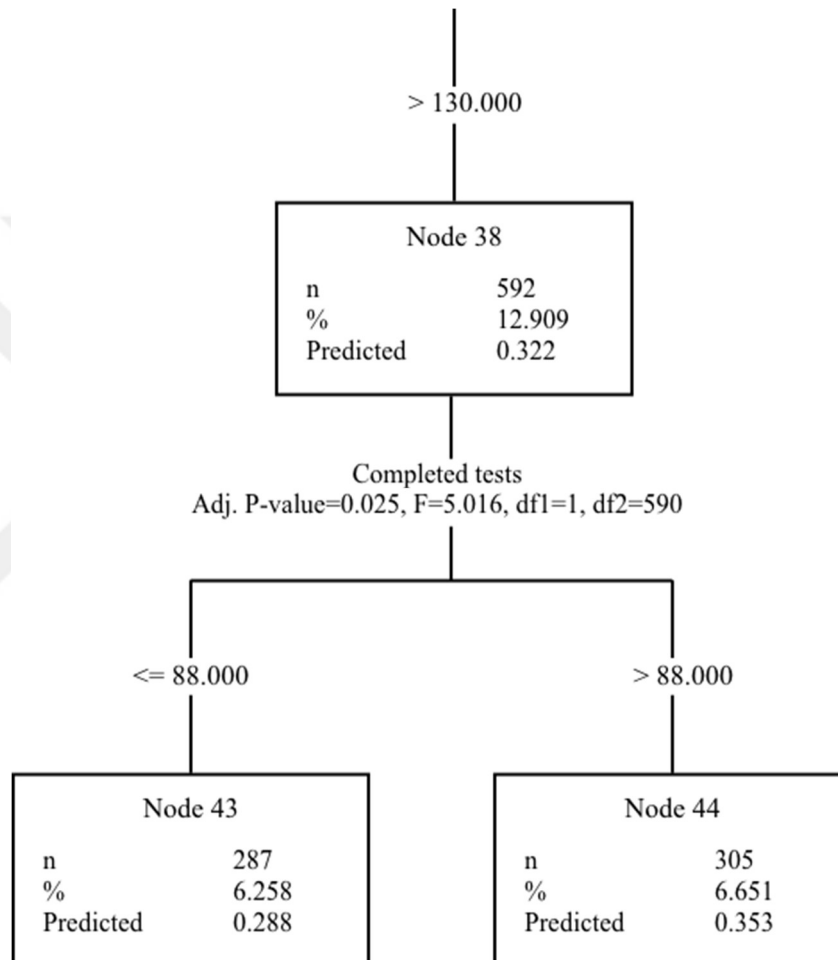 > 130.000
Node 38
n 592
% 12.909
Predicted 0.322
Completed tests
Adj. P-value=0.025, F=5.016, df1=1, df2=590
<= 88.000
> 88.000
Node 43
n 287
% 6.258
Predicted 0.288
Node 44
n 305
% 6.651
Predicted 0.353